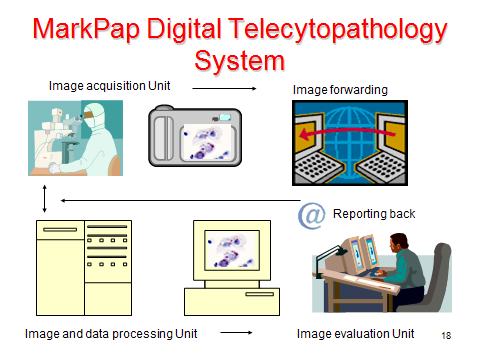 MarkPap Digital Telecytopathology
System
Image acquisition Unit
Image forwarding
@ Reporting back
Image and data processing Unit
Image evaluation Unit
18